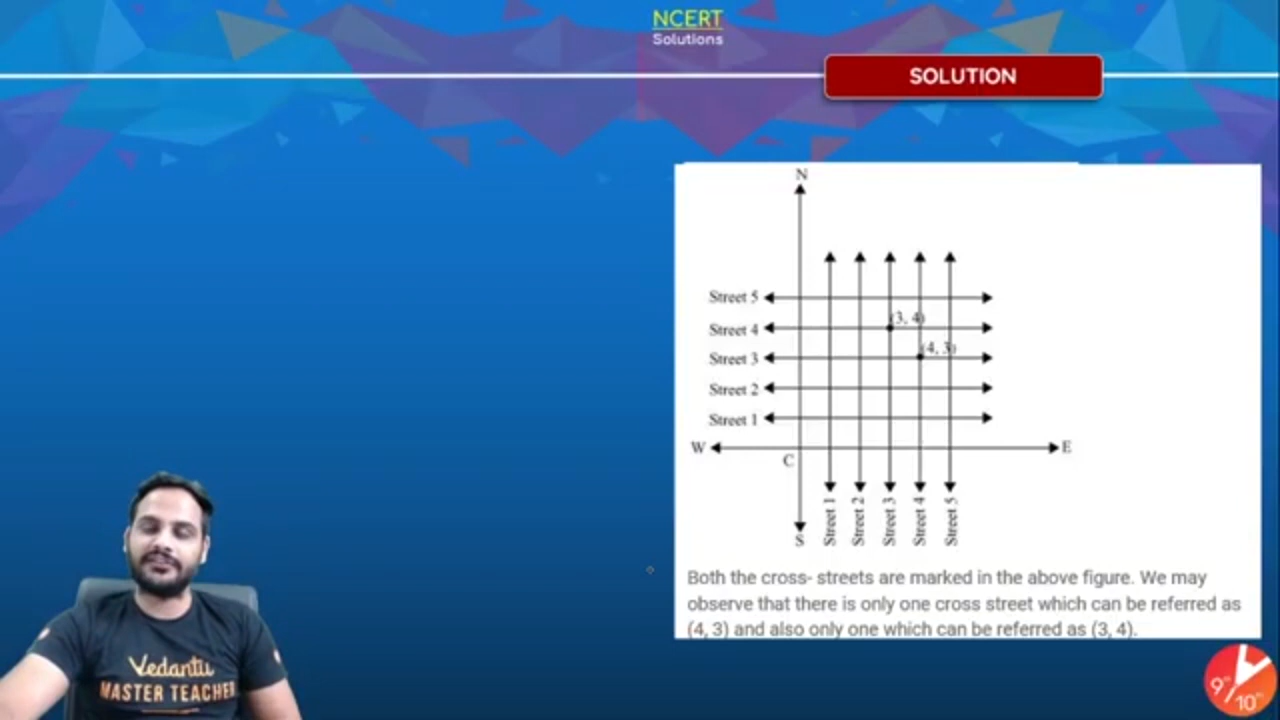 NCERT
Solutions
SOLUTION
N
Street 5
(3, 4)
Street 4
(4, 3)
Street 3
Street 2
Street 1
W
E
C
S
Street 1
Street 2
Street 3
Street 4
Street 5
Both the cross- streets are marked in the above figure. We may
observe that there is only one cross street which can be referred as
(4, 3) and also only one which can be referred as (3, 4).
Vedantu
MASTER TEACHER
9th
10th